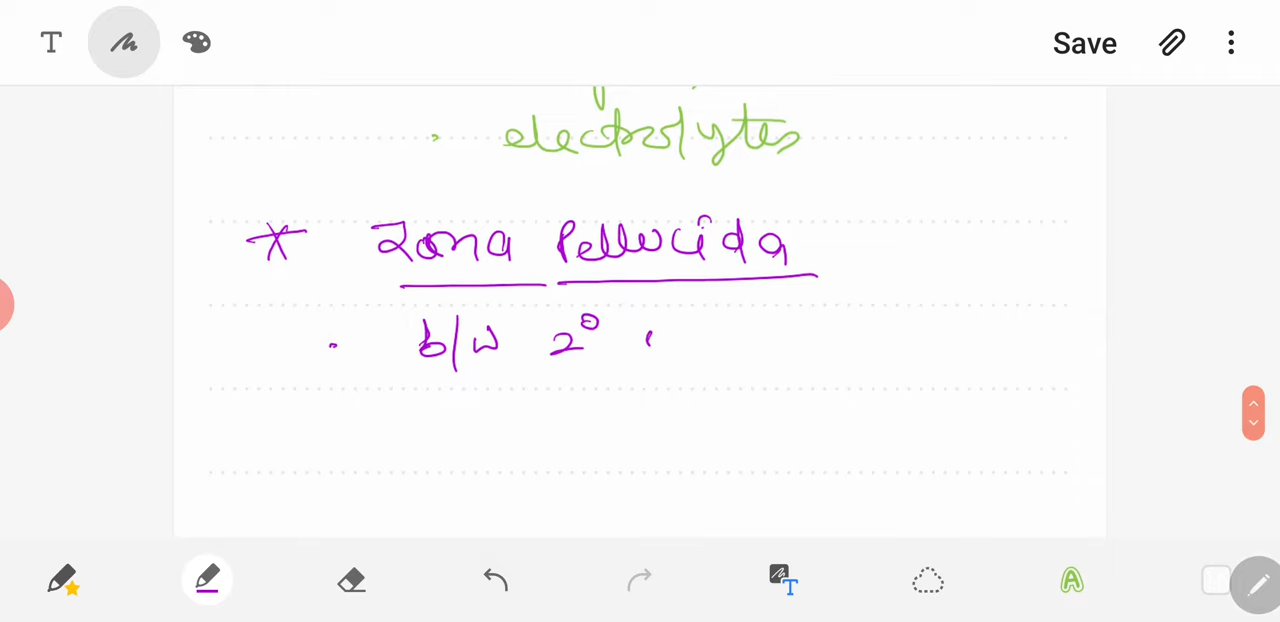 T Save
electrolytes
* Zona Pellucida
· b/w 2°
T
A